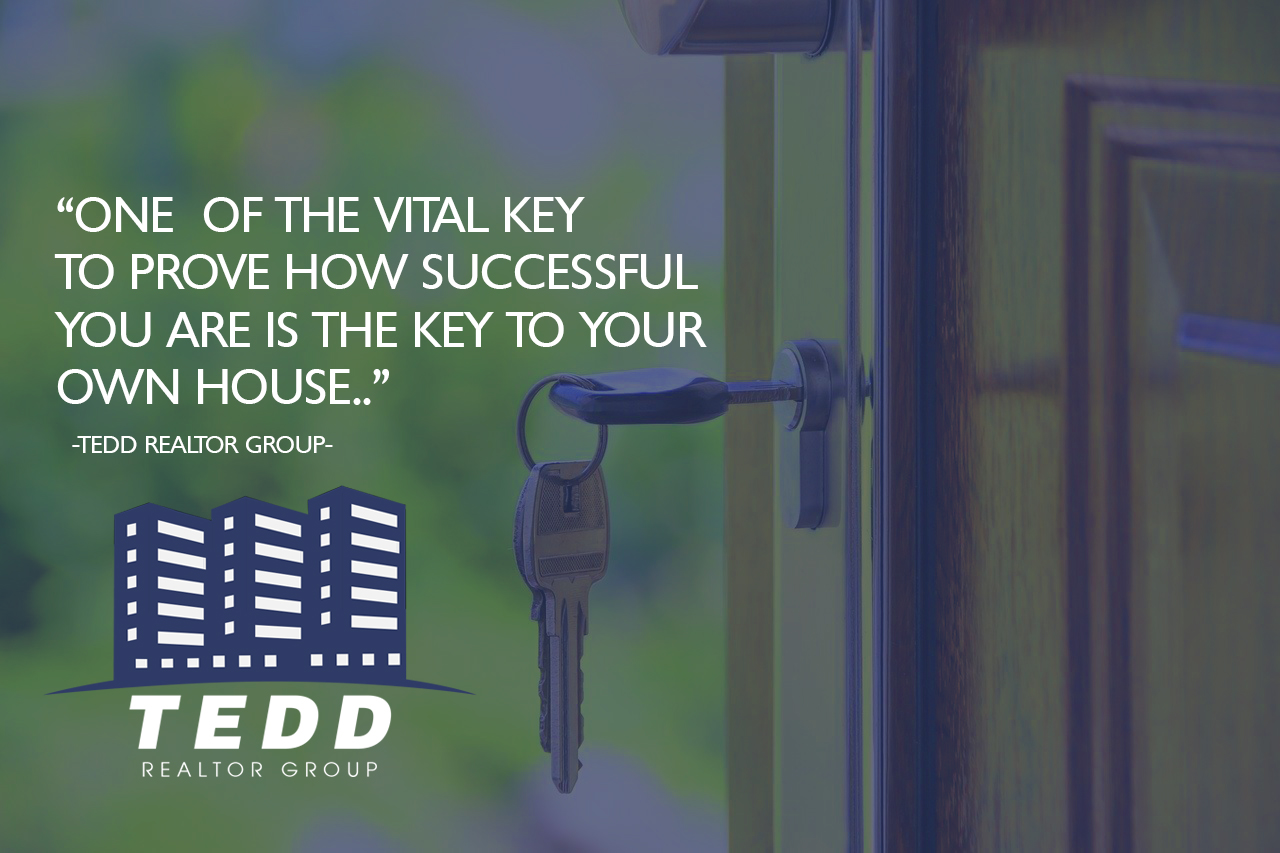 “ONE OF THE VITAL KEY
TO PROVE HOW SUCCESSFUL
YOU ARE IS THE KEY TO YOUR
OWN HOUSE..”
-TEDD REALTOR GROUP-
TEDD
REALTOR GROUP